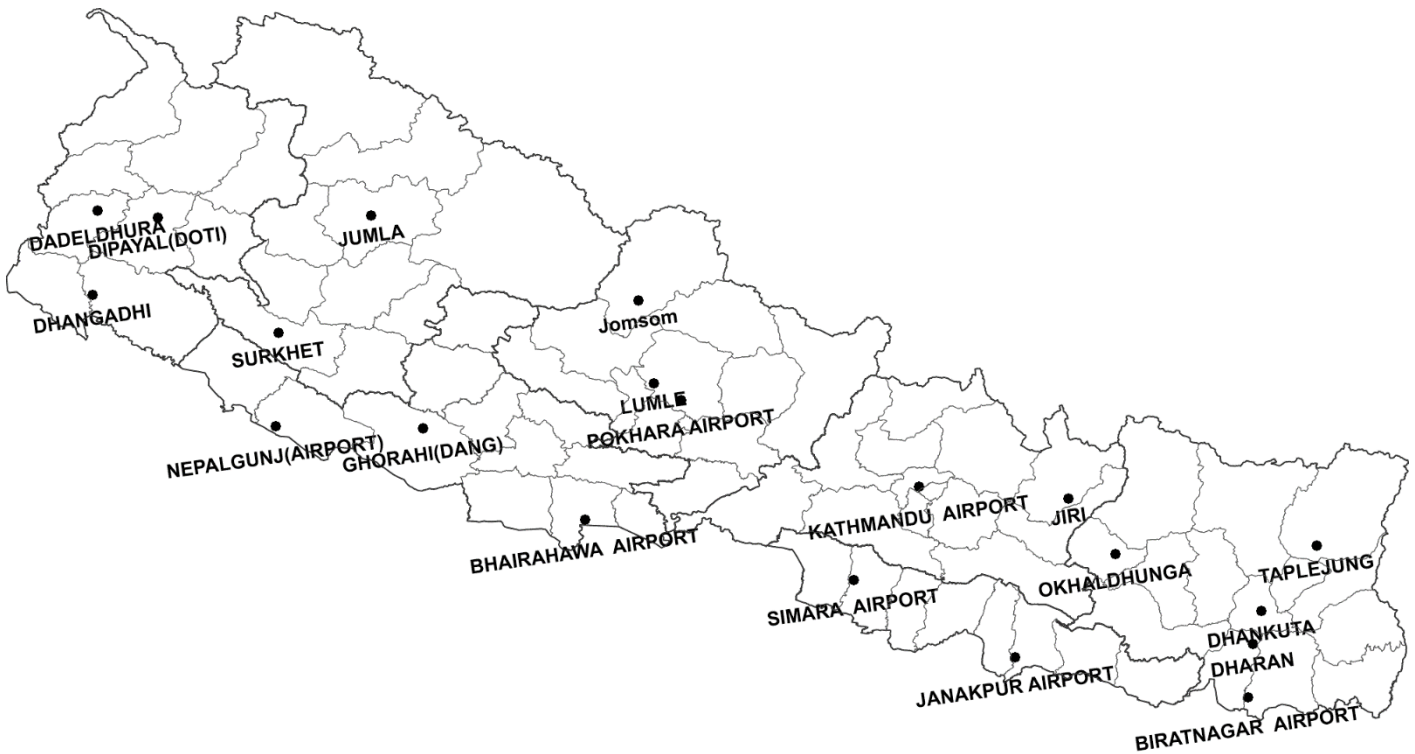 DADELDHURA
DIPAYAL(DOTI)
JUMLA
DHANGADHI
Jomsom
SURKHET
LUMLE
POKHARA AIRPORT
NEPALGUNJ(AIRPORT)
GHORAHI(DANG)
KATHMANDU AIRPORT
JIRI
BHAIRAHAWA AIRPORT
OKHALDHUNGA
TAPLEJUNG
SIMARA AIRPORT
DHANKUTA
DHARAN
JANAKPUR AIRPORT
BIRATNAGAR AIRPORT